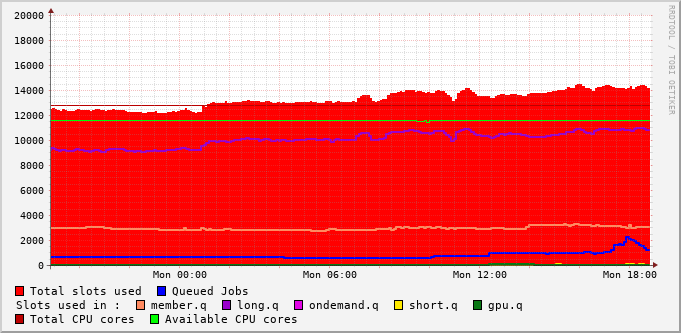 20000
18000
16000
14000
12000
10000
8000
6000
4000
2000
0
Mon 00:00 Mon 06:00 Mon 12:00 Mon 18:00
Total slots used Queued Jobs
Slots used in : member.q long.q ondemand.q short.q gpu.q
Total CPU cores Available CPU cores
RRDTOOL / TOBI OETIKER